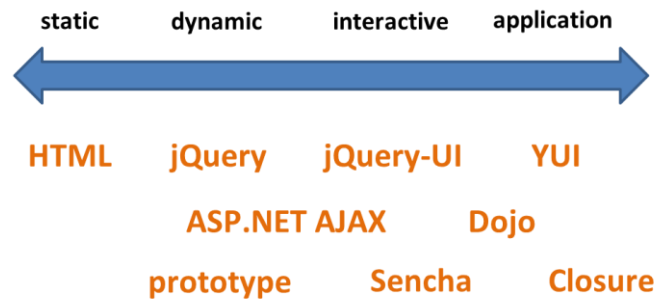 static dynamic interactive application
HTML jQuery jQuery-UI YUI
ASP.NET AJAX Dojo
prototype Sencha Closure